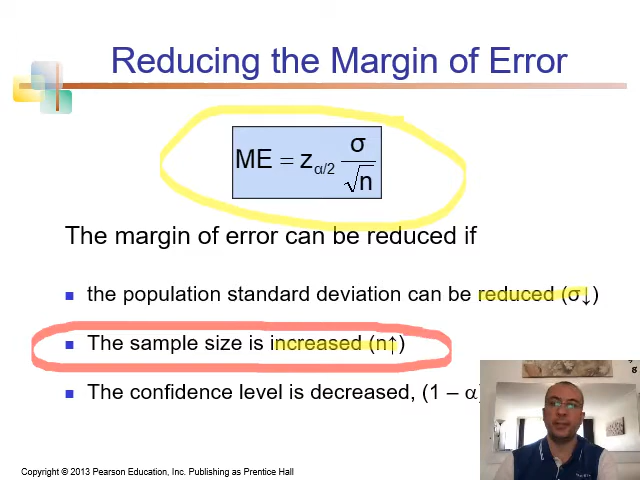 Reducing the Margin of Error
ME = z α/2 σ/√n
The margin of error can be reduced if
the population standard deviation can be reduced (σ↓)
The sample size is increased (n↑)
The confidence level is decreased, (1 – α)
Copyright © 2013 Pearson Education, Inc. Publishing as Prentice Hall